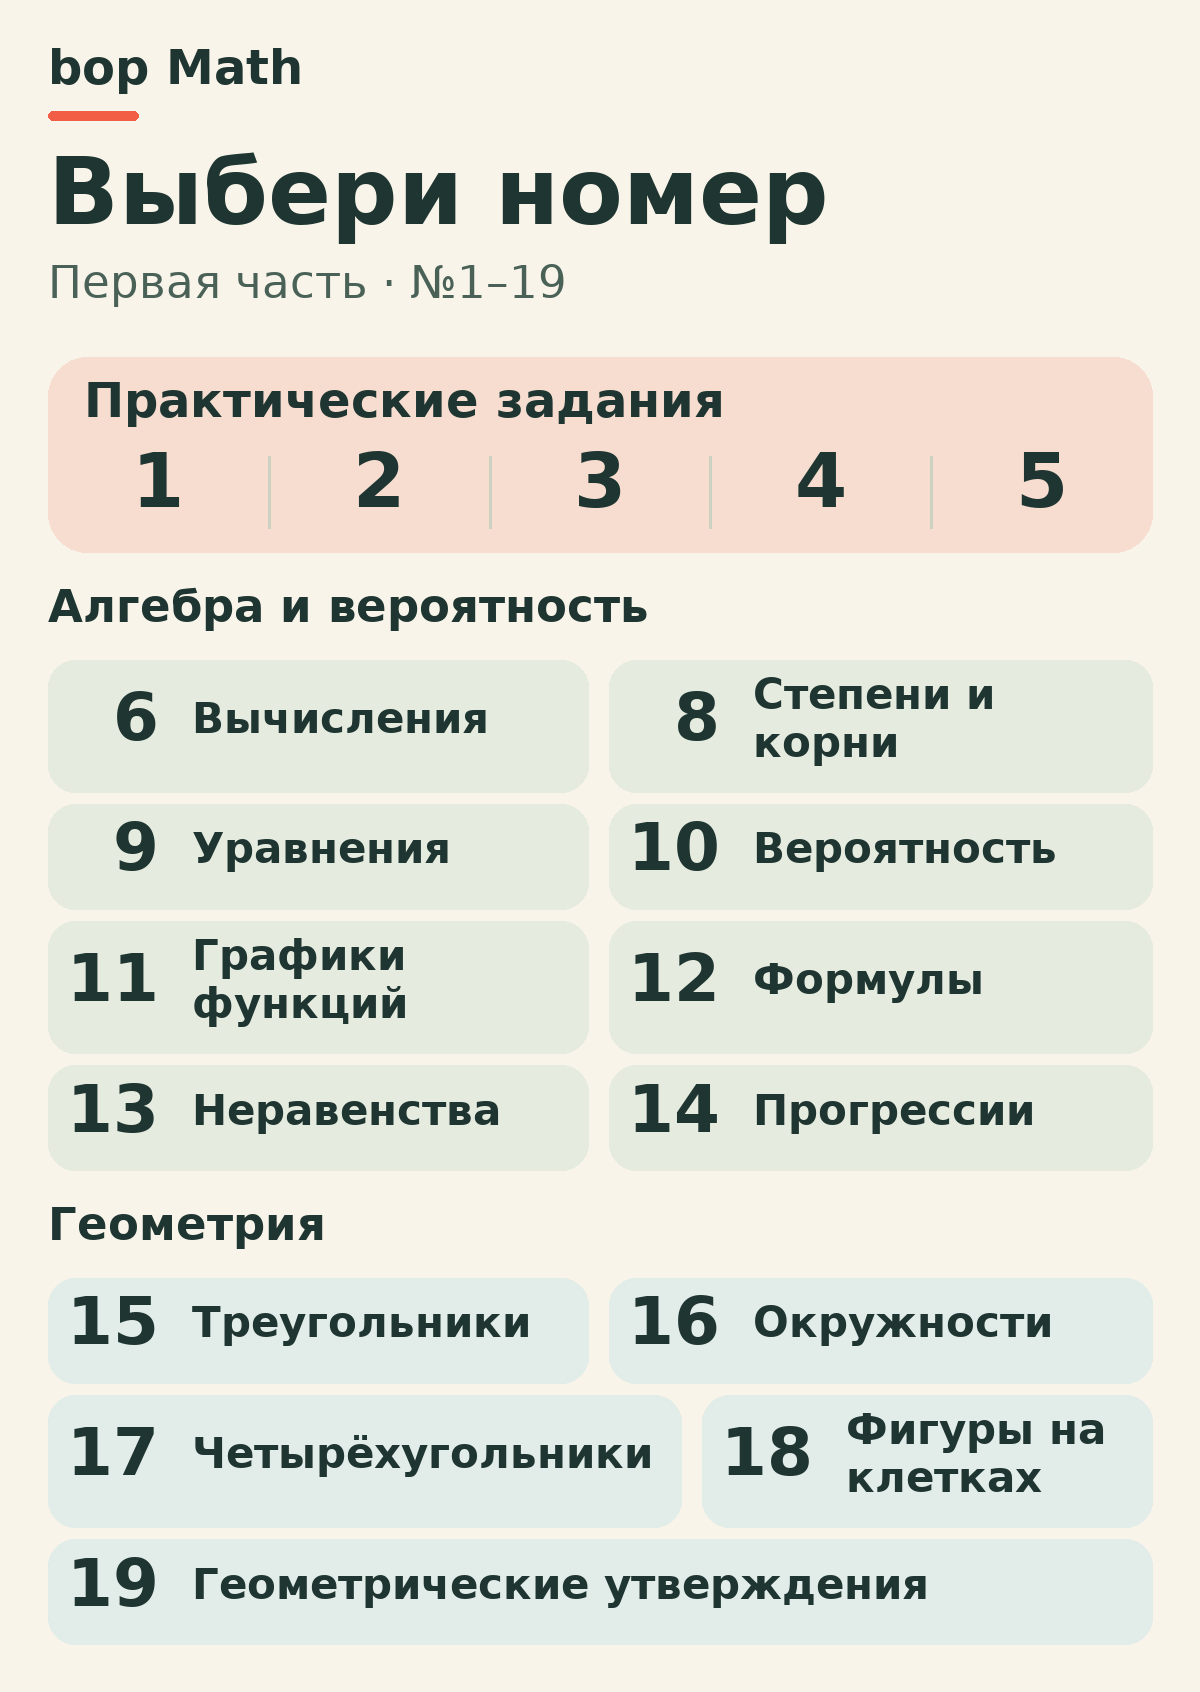 bop Math
Выбери номер
Первая часть · №1–19
Практические задания
1 2 3 4 5
Алгебра и вероятность
6 Вычисления
8 Степени и
корни
9 Уравнения
10 Вероятность
11 Графики
функций
12 Формулы
13 Неравенства
14 Прогрессии
Геометрия
15 Треугольники
16 Окружности
17 Четырёхугольники
18 Фигуры на
клетках
19 Геометрические утверждения